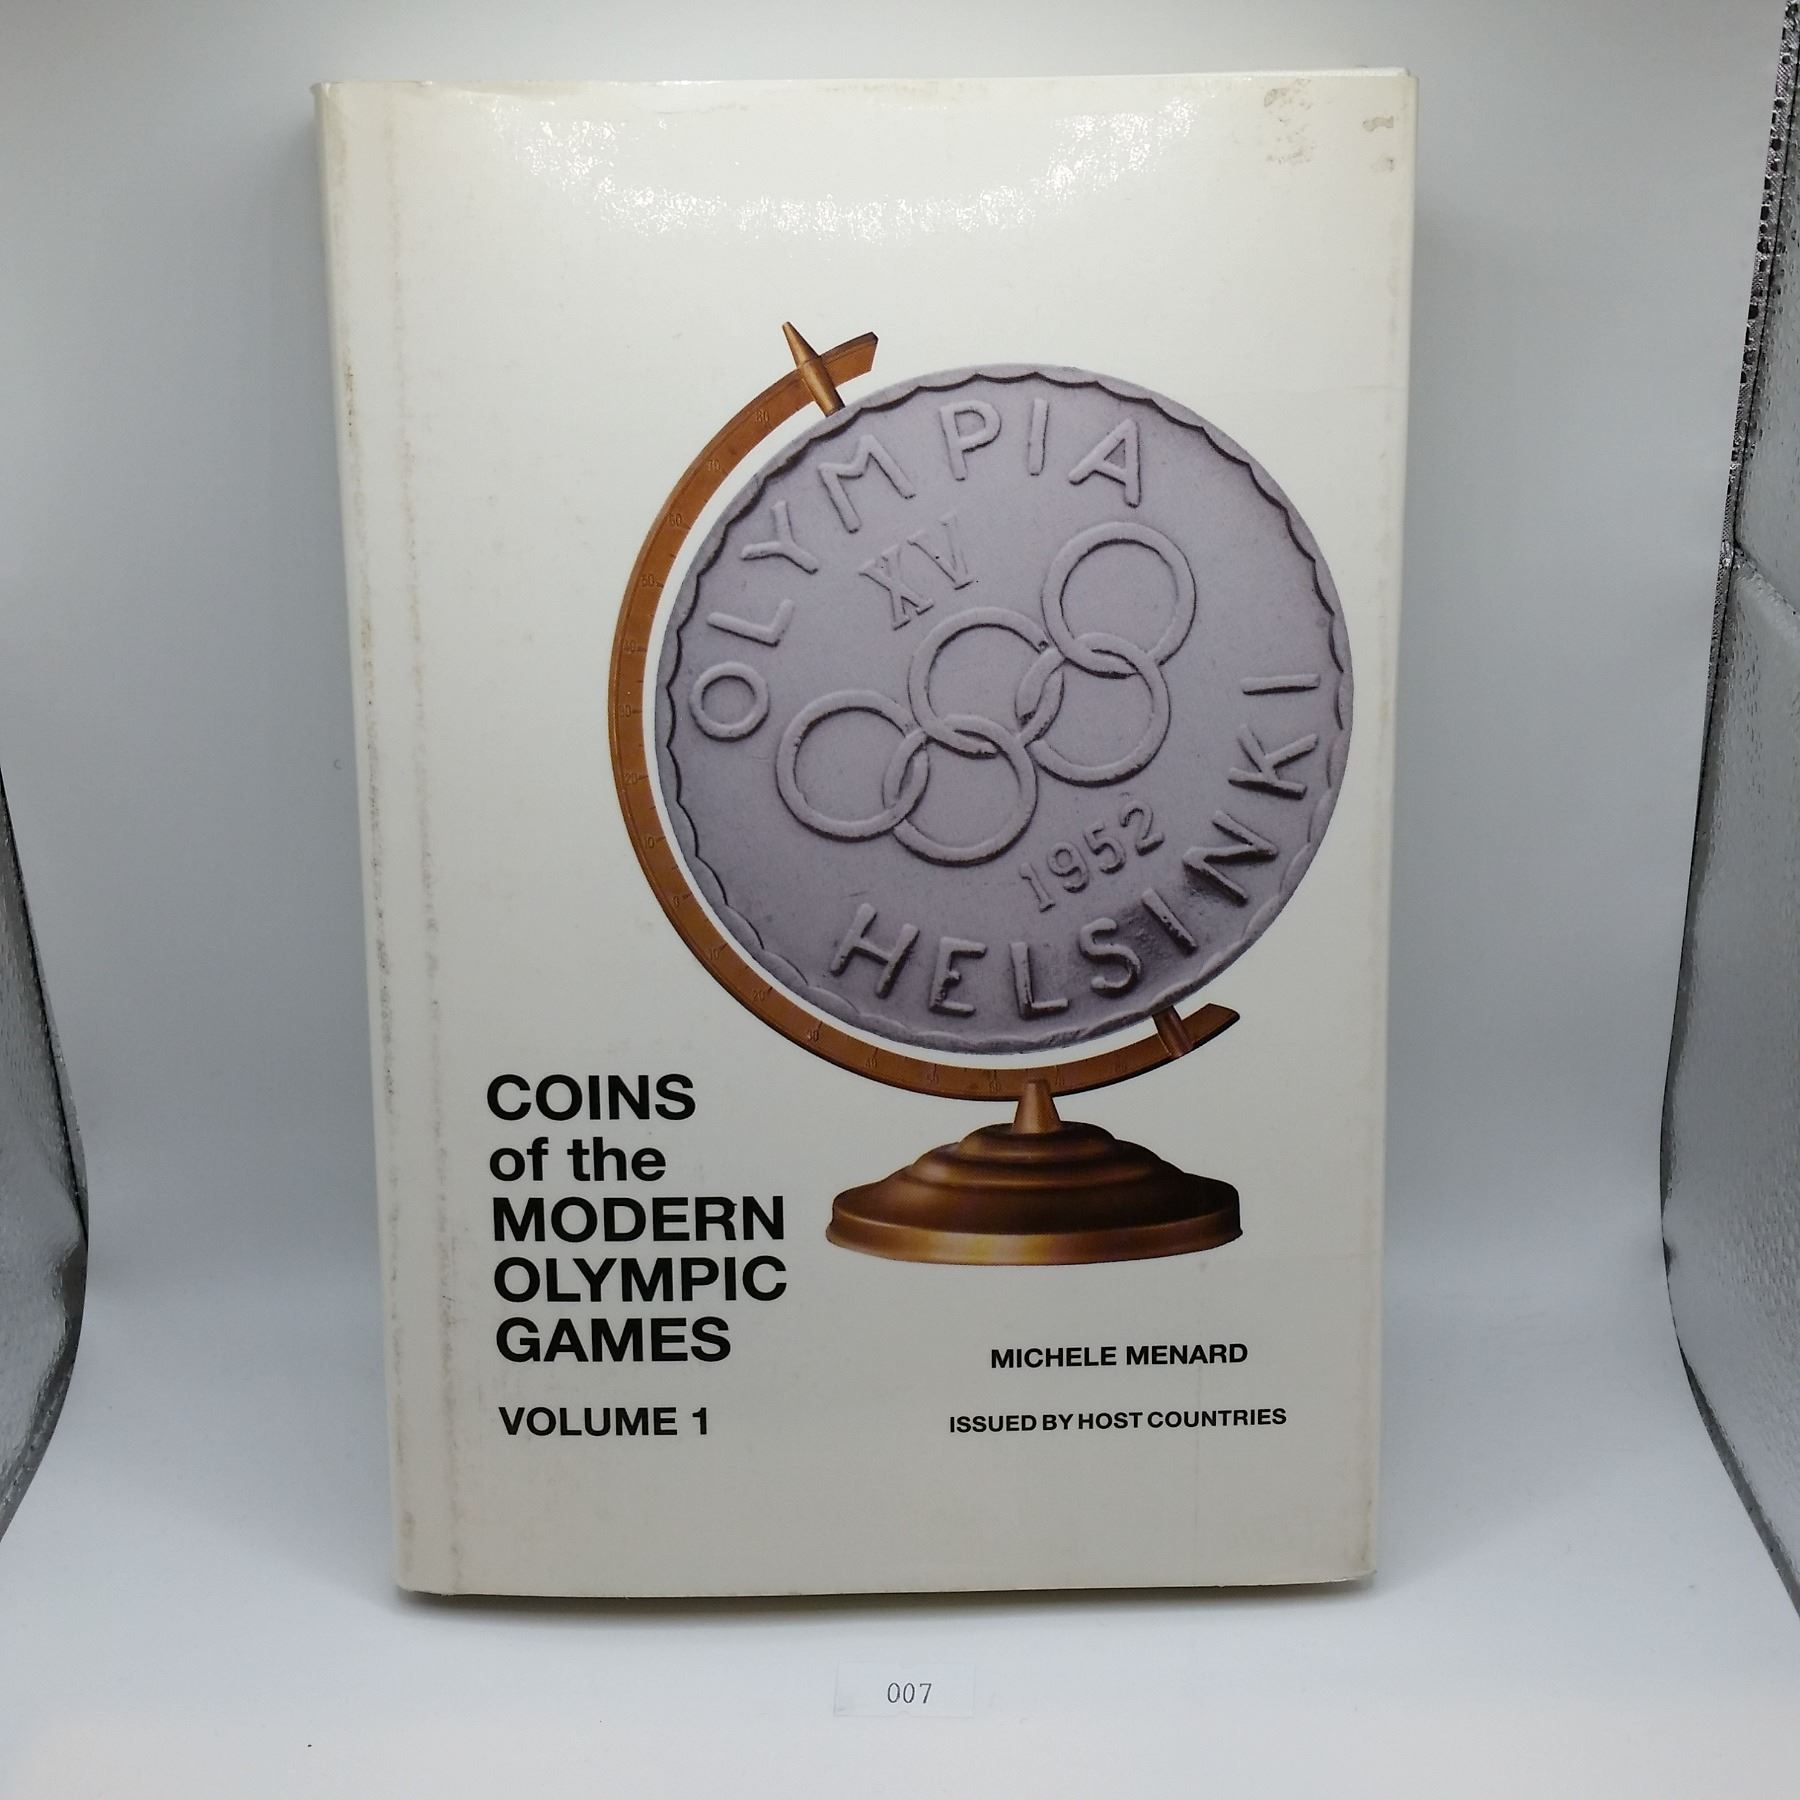 OLYMPIA
XV
1952
HELSINKI
COINS
of the
MODERN
OLYMPIC
GAMES
VOLUME 1
MICHELE MENARD
ISSUED BY HOST COUNTRIES
007